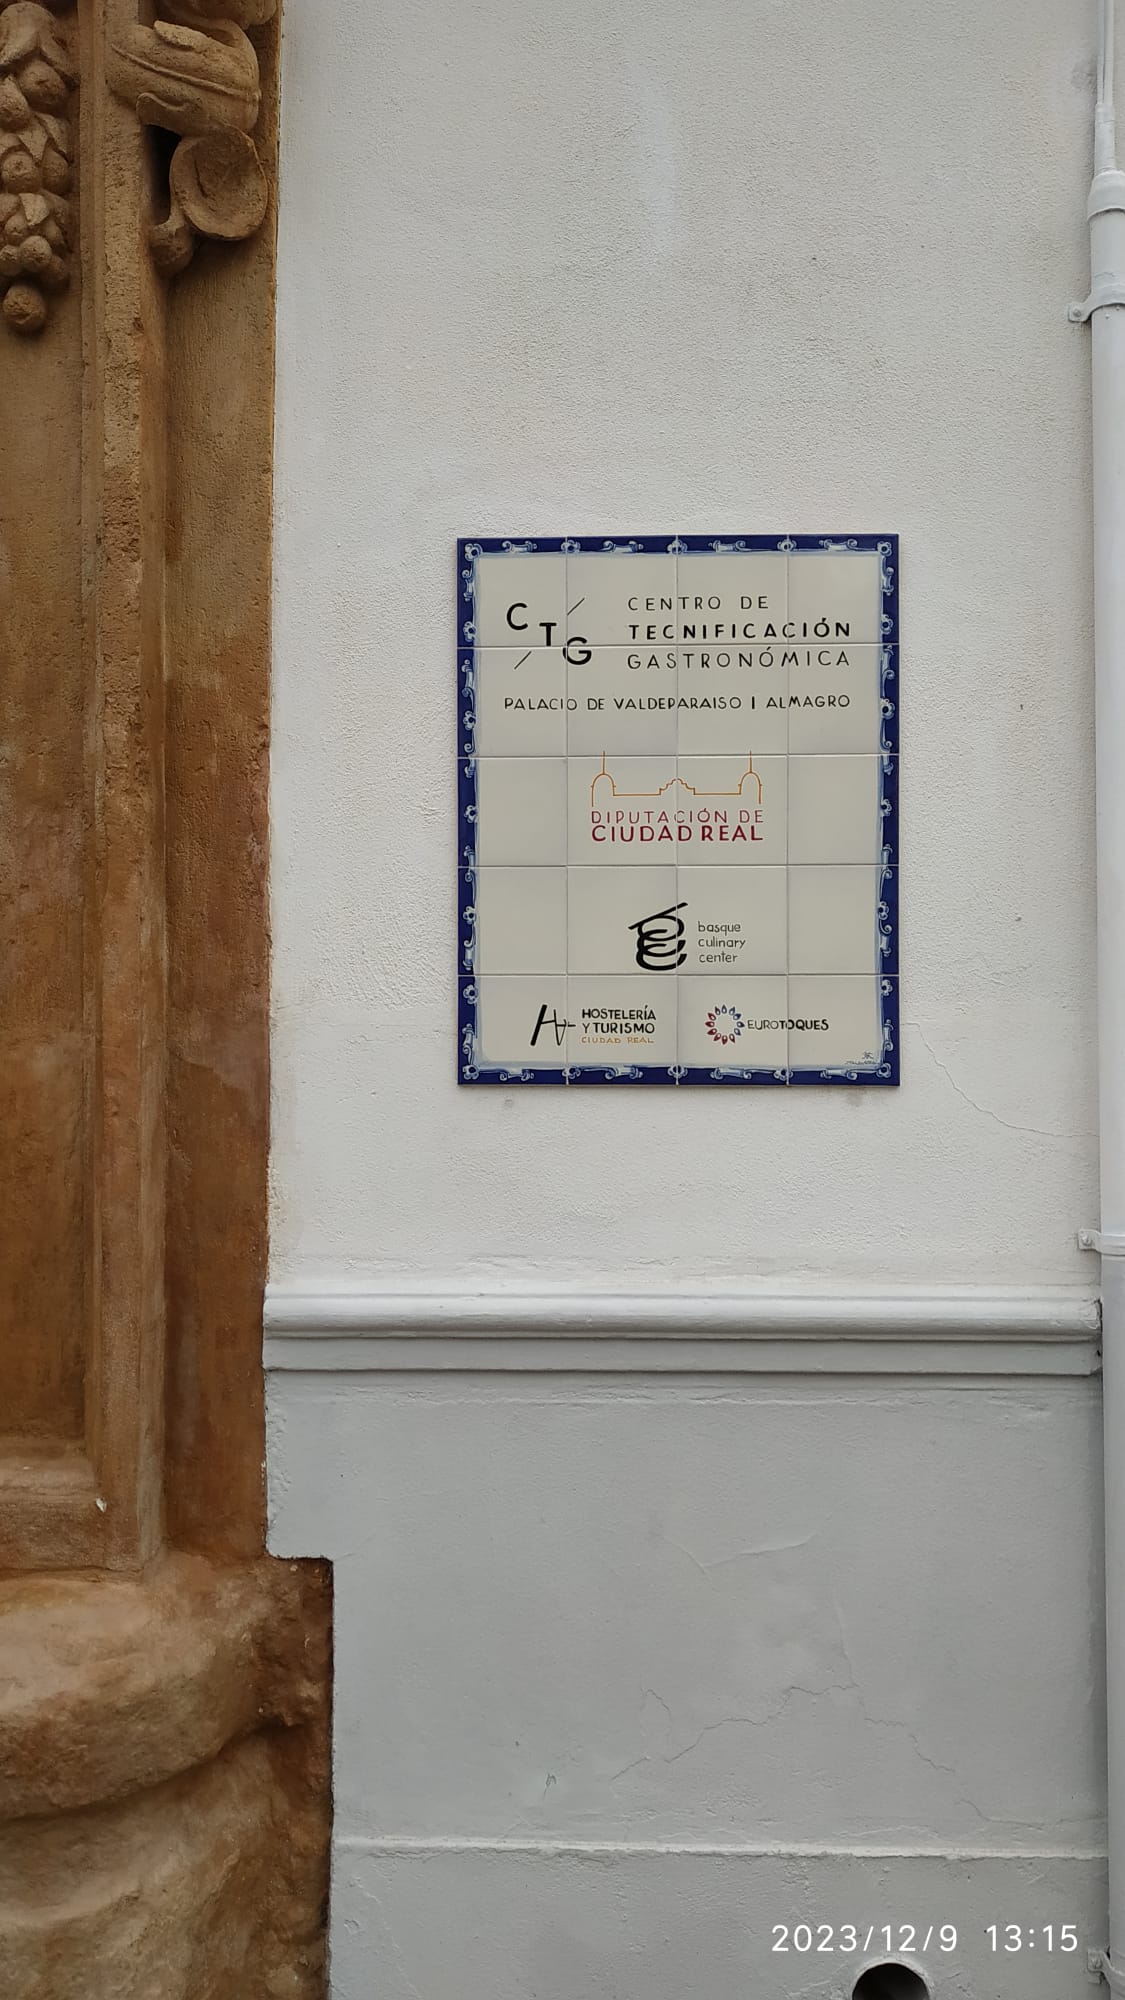 CTG
CENTRO DE
TECNIFICACIÓN
GASTRONÓMICA
PALACIO DE VALDEPARAISO | ALMAGRO
DIPUTACIÓN DE
CIUDAD REAL
basque
culinary
center
HOSTELERÍA
Y TURISMO
CIUDAD REAL
EUROTOQUES
2023/12/9 13:15